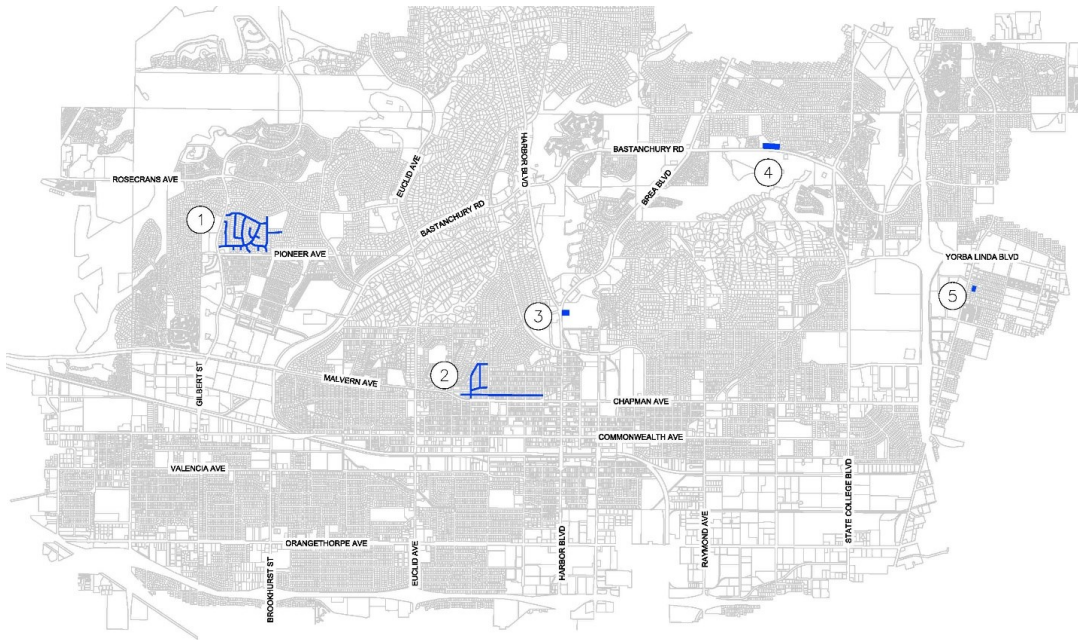 HARBOR BLVD
BASTANCHURY RD
EUCLID AVE
BREA BLVD
4
ROSECRANS AVE
1
BASTANCHURY RD
PIONEER AVE
YORBA LINDA BLVD
5
3
2
MALVERN AVE
GILBERT ST
CHAPMAN AVE
COMMONWEALTH AVE
VALENCIA AVE
STATE COLLEGE BLVD
RAYMOND AVE
ORANGETHORPE AVE
HARBOR BLVD
EUCLID AVE
BROOKHURST ST